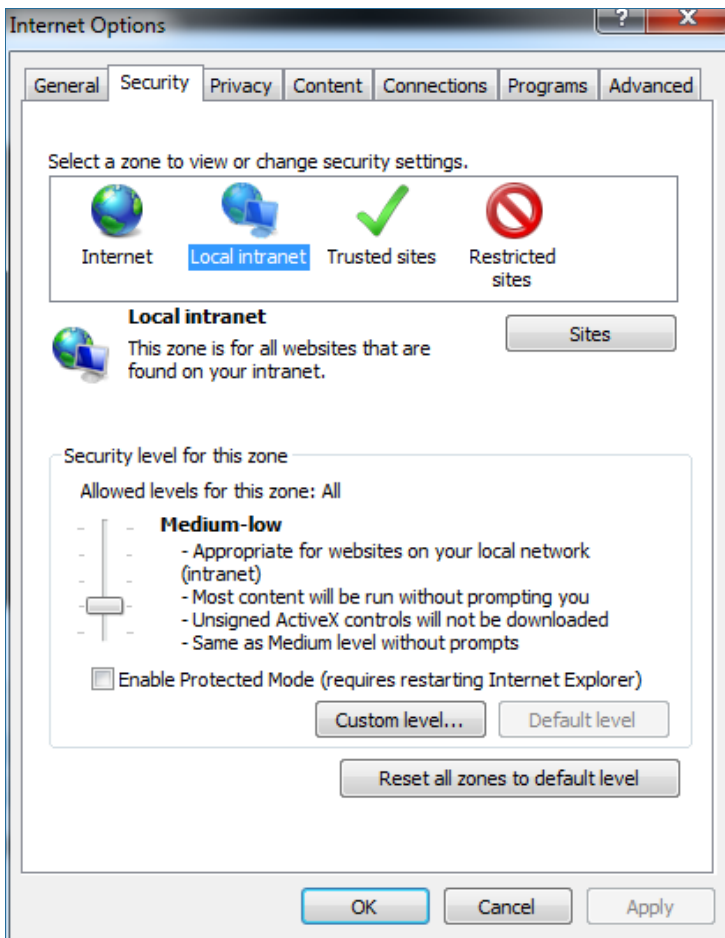 Internet Options
?
X
General Security Privacy Content Connections Programs Advanced
Select a zone to view or change security settings.
Internet Local intranet Trusted sites Restricted
sites
Local intranet
Sites
This zone is for all websites that are
found on your intranet.
Security level for this zone
Allowed levels for this zone: All
Medium-low
- Appropriate for websites on your local network
(intranet)
- Most content will be run without prompting you
- Unsigned ActiveX controls will not be downloaded
- Same as Medium level without prompts
Enable Protected Mode (requires restarting Internet Explorer)
Custom level... Default level
Reset all zones to default level
OK Cancel Apply